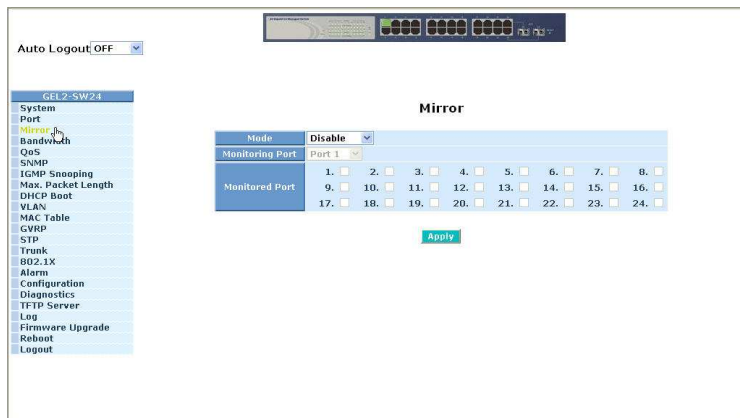 Auto Logout OFF
GEL2-SW24
System
Port
Mirror
Bandwidth
QoS
SNMP
IGMP Snooping
Max. Packet Length
DHCP Boot
VLAN
MAC Table
GVRP
STP
Trunk
802.1X
Alarm
Configuration
Diagnostics
TFTP Server
Log
Firmware Upgrade
Reboot
Logout
Mirror
Mode Disable
Monitoring Port Port 1
Monitored Port
1. 2. 3. 4. 5. 6. 7. 8.
9. 10. 11. 12. 13. 14. 15. 16.
17. 18. 19. 20. 21. 22. 23. 24.
Apply